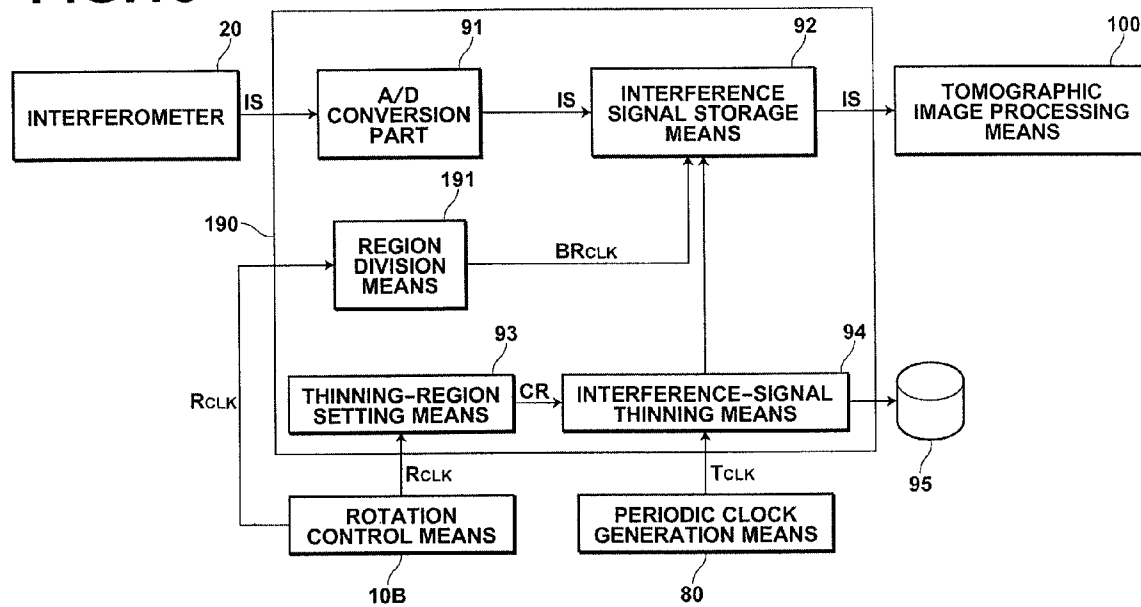 20
91
92
100
INTERFEROMETER
IS
A/D
CONVERSION
PART
IS
INTERFERENCE
SIGNAL STORAGE
MEANS
IS
TOMOGRAPHIC
IMAGE PROCESSING
MEANS
190
191
REGION
DIVISION
MEANS
BRCLK
93
94
RCLK
THINNING-REGION
SETTING MEANS
CR
INTERFERENCE-SIGNAL
THINNING MEANS
95
RCLK
TCLK
ROTATION
CONTROL MEANS
PERIODIC CLOCK
GENERATION MEANS
10B
80